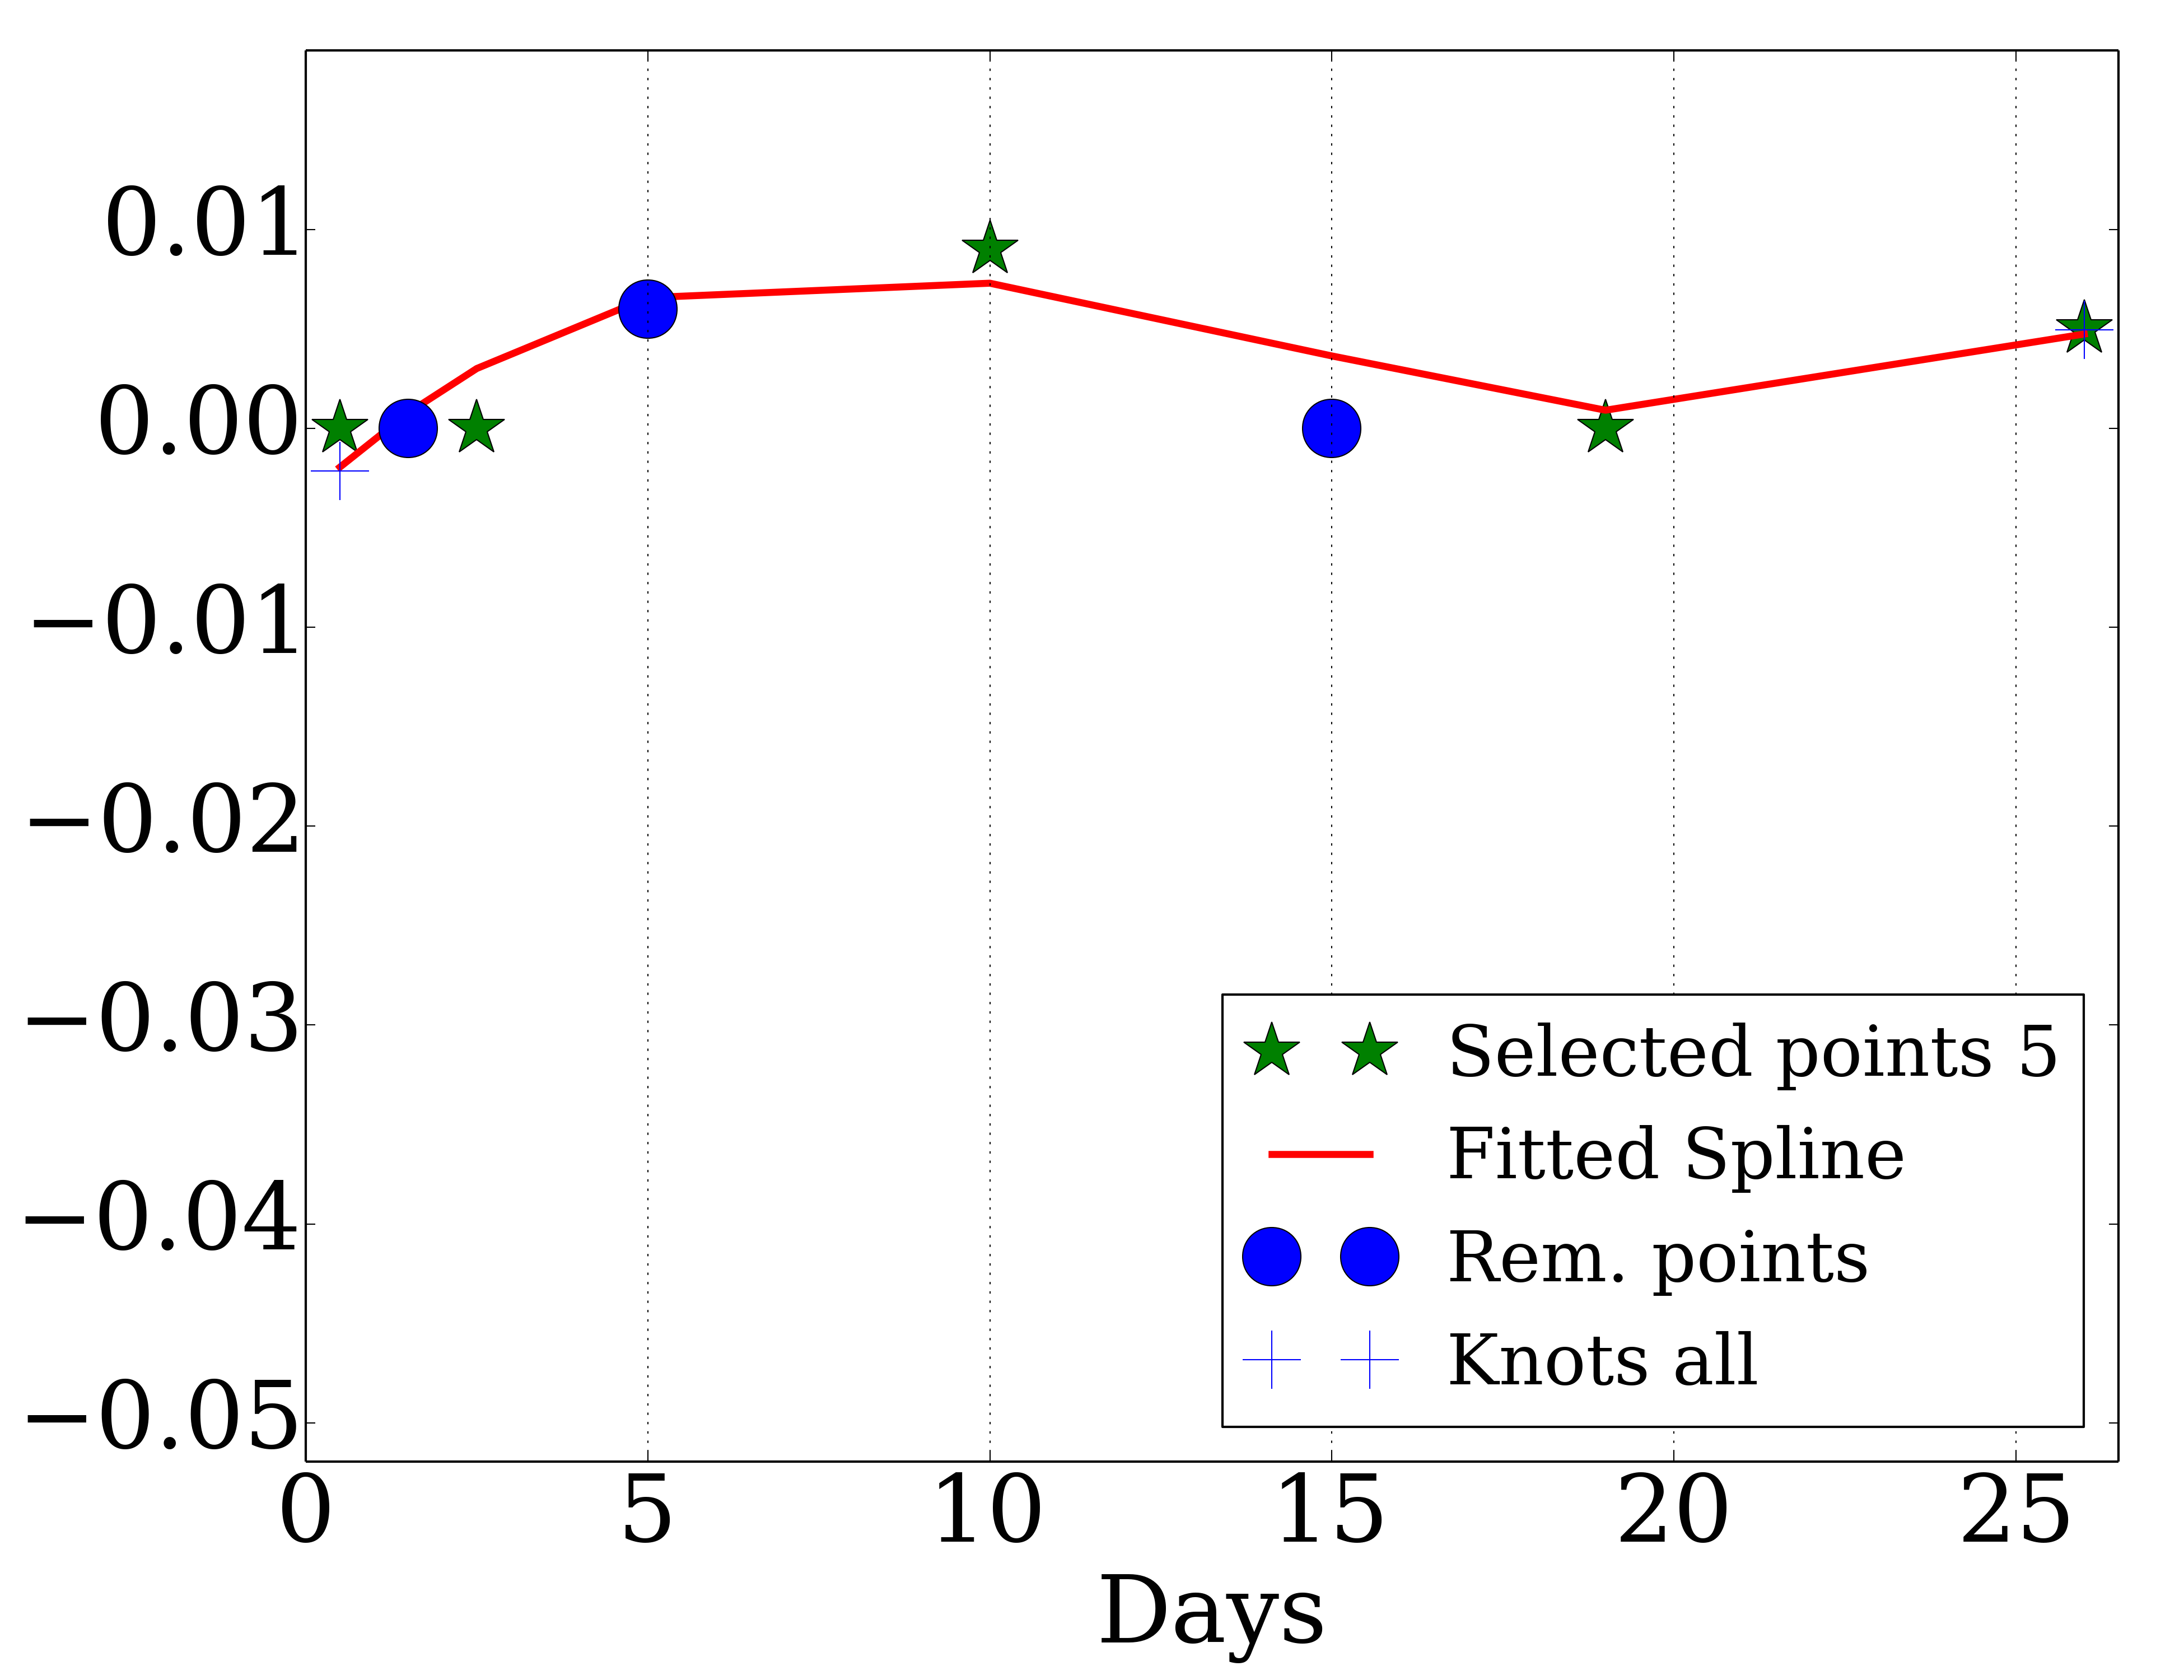 0.01
0.00
−0.01
−0.02
−0.03
−0.04
−0.05
Selected points 5
Fitted Spline
Rem. points
Knots all
0 5 10 15 20 25
Days